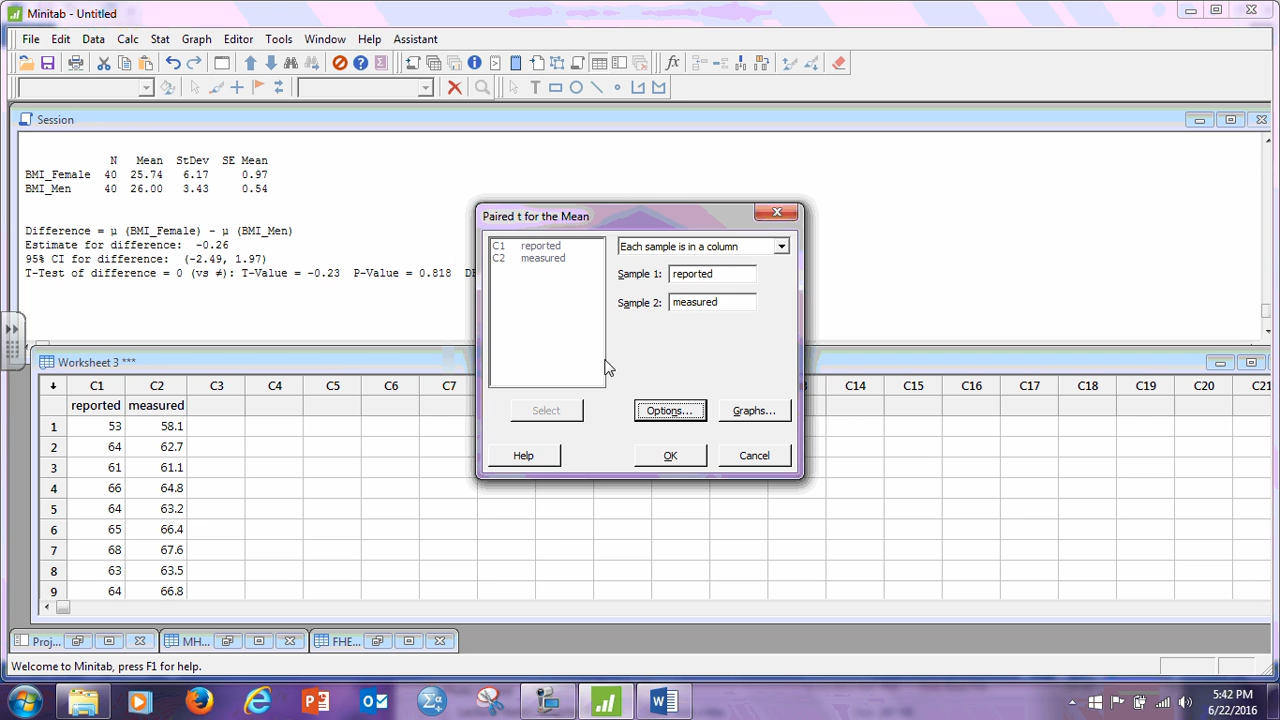 Minitab - Untitled
File Edit Data Calc Stat Graph Editor Tools Window Help Assistant
Session
N Mean StDev SE Mean
BMI_Female 40 25.74 6.17 0.97
BMI_Men 40 26.00 3.43 0.54
Difference = μ (BMI_Female) - μ (BMI_Men)
Estimate for difference: -0.26
95% CI for difference: (-2.49, 1.97)
T-Test of difference = 0 (vs ≠): T-Value = -0.23 P-Value = 0.818
Paired t for the Mean
C1 reported
C2 measured
Each sample is in a column
Sample 1: reported
Sample 2: measured
Select Options... Graphs...
Help OK Cancel
Worksheet 3 ***
C1 C2 C3 C4 C5 C6 C7 C14 C15 C16 C17 C18 C19 C20 C21
reported measured
1 53 58.1
2 64 62.7
3 61 61.1
4 66 64.8
5 64 63.2
6 65 66.4
7 68 67.6
8 63 63.5
9 64 66.8
Proj... MH... FHE...
Welcome to Minitab, press F1 for help.
5:42 PM
6/22/2016